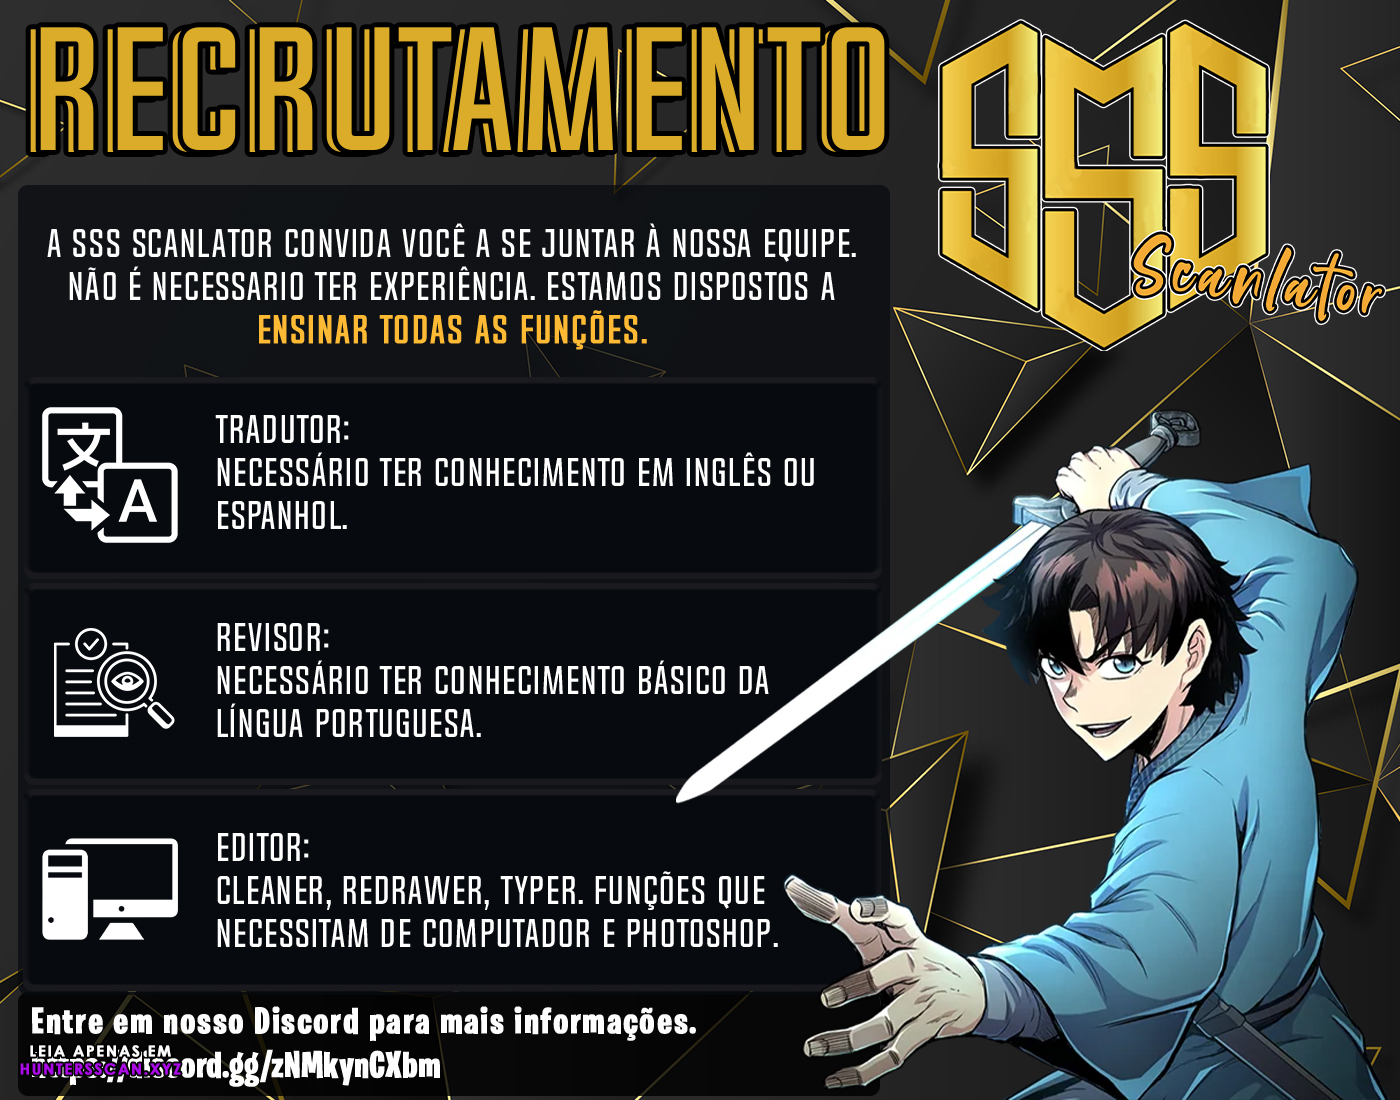 RECRUTAMENTO
SSS
Scanlator
A SSS SCANLATOR CONVIDA VOCÊ A SE JUNTAR À NOSSA EQUIPE.
NÃO É NECESSARIO TER EXPERIÊNCIA. ESTAMOS DISPOSTOS A
ENSINAR TODAS AS FUNÇÕES.
文
A
TRADUTOR:
NECESSÁRIO TER CONHECIMENTO EM INGLÊS OU
ESPANHOL.
REVISOR:
NECESSÁRIO TER CONHECIMENTO BÁSICO DA
LÍNGUA PORTUGUESA.
EDITOR:
CLEANER, REDRAWER, TYPER. FUNÇÕES QUE
NECESSITAM DE COMPUTADOR E PHOTOSHOP.
Entre em nosso Discord para mais informações.
LEIA APENAS EM
HUNTERSSCAN.XYZ
https://discord.gg/zNMkynCXbm